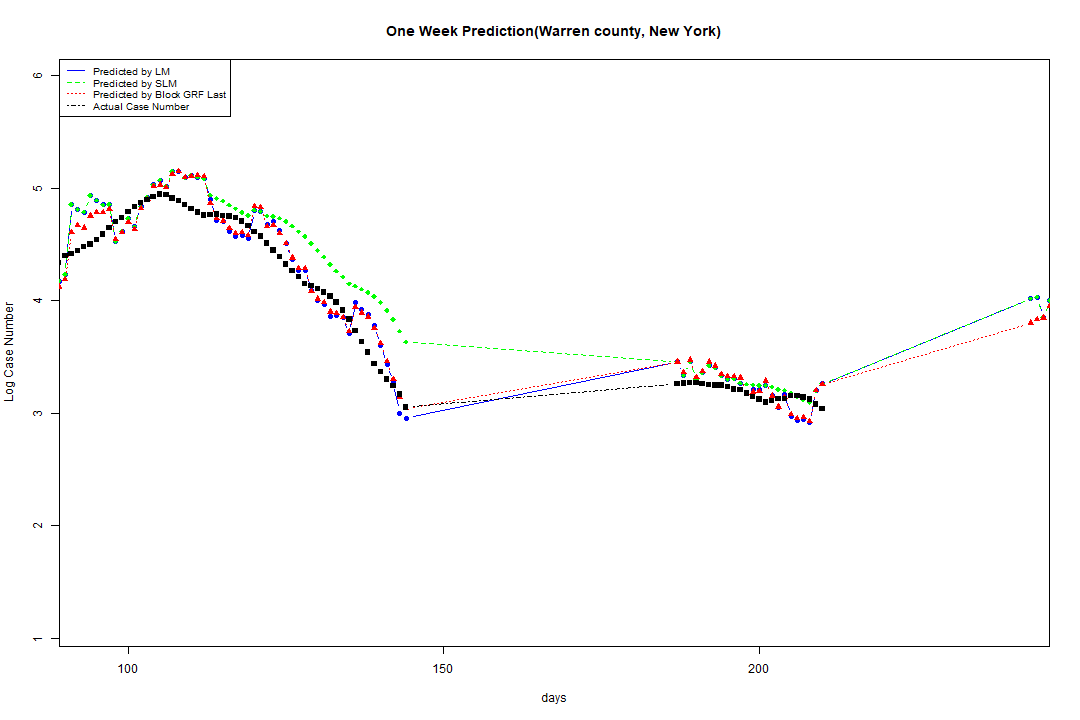 One Week Prediction(Warren county, New York)
Predicted by LM
Predicted by SLM
Predicted by Block GRF Last
Actual Case Number
6
5
4
3
2
1
Log Case Number
100
150
200
days